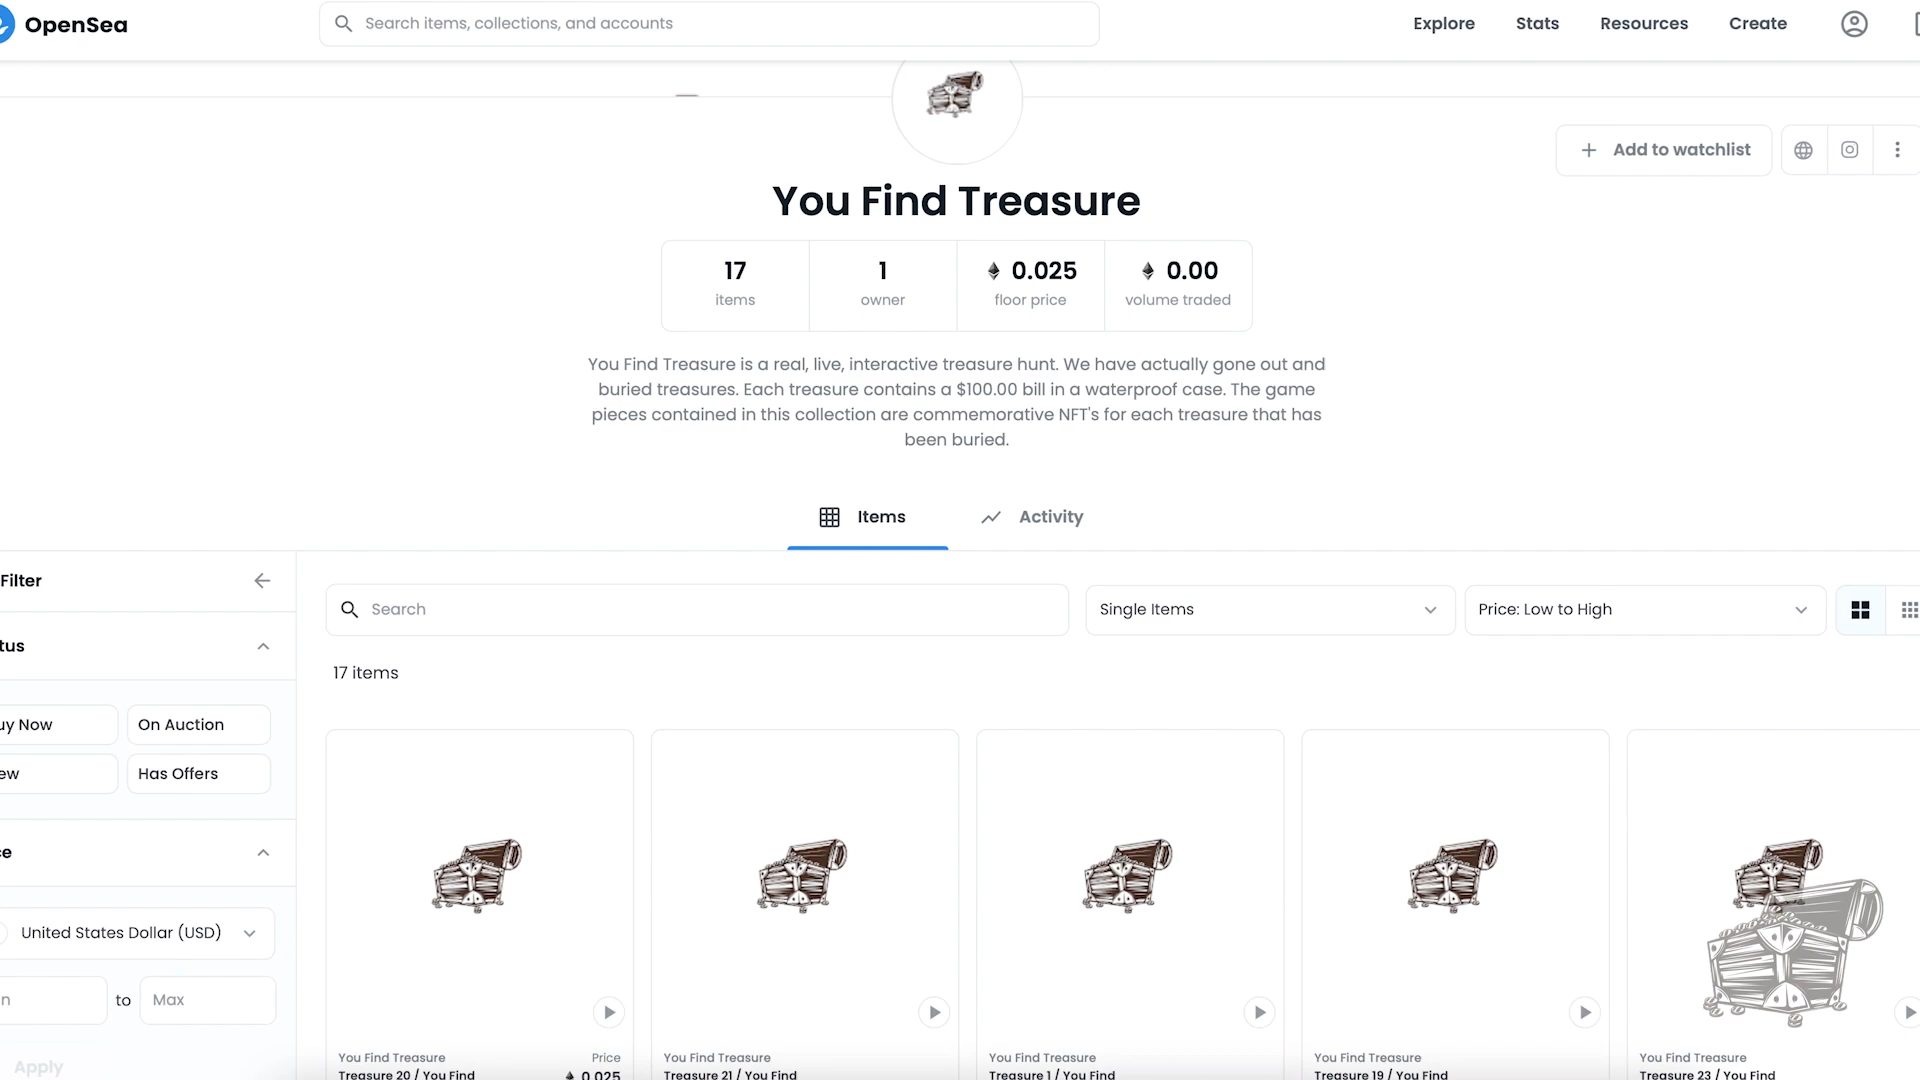 OpenSea
Search items, collections, and accounts
Explore
Stats
Resources
Create
Add to watchlist
You Find Treasure
17
items
1
owner
0.025
floor price
0.00
volume traded
You Find Treasure is a real, live, interactive treasure hunt. We have actually gone out and
buried treasures. Each treasure contains a $100.00 bill in a waterproof case. The game
pieces contained in this collection are commemorative NFT's for each treasure that has
been buried.
Items
Activity
Filter
Search
Single Items
Price: Low to High
tus
17 items
uy Now
On Auction
ew
Has Offers
ce
United States Dollar (USD)
n
to
Max
Apply
You Find Treasure
Price
Treasure 20 / You Find
0.025
You Find Treasure
Treasure 21 / You Find
You Find Treasure
Treasure 1 / You Find
You Find Treasure
Treasure 19 / You Find
You Find Treasure
Treasure 23 / You Find